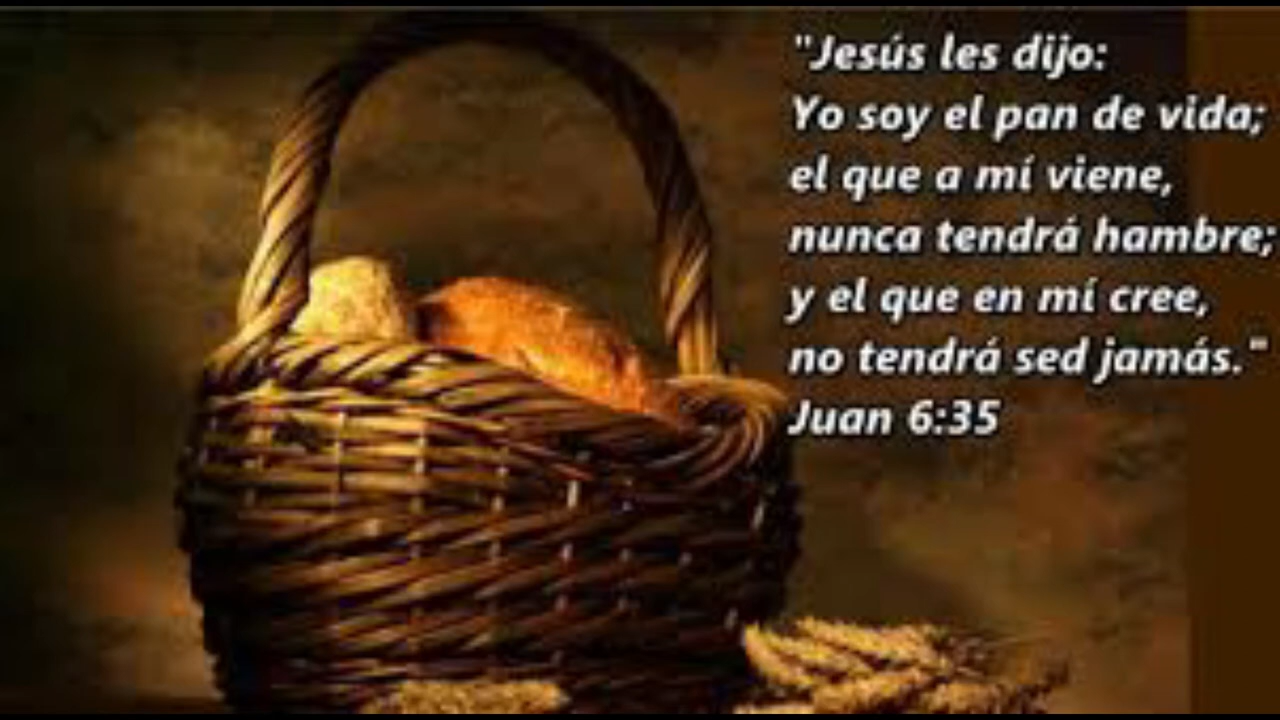 "Jesús les dijo:
Yo soy el pan de vida;
el que a mí viene,
nunca tendrá hambre;
y el que en mí cree,
no tendrá sed jamás."
Juan 6:35